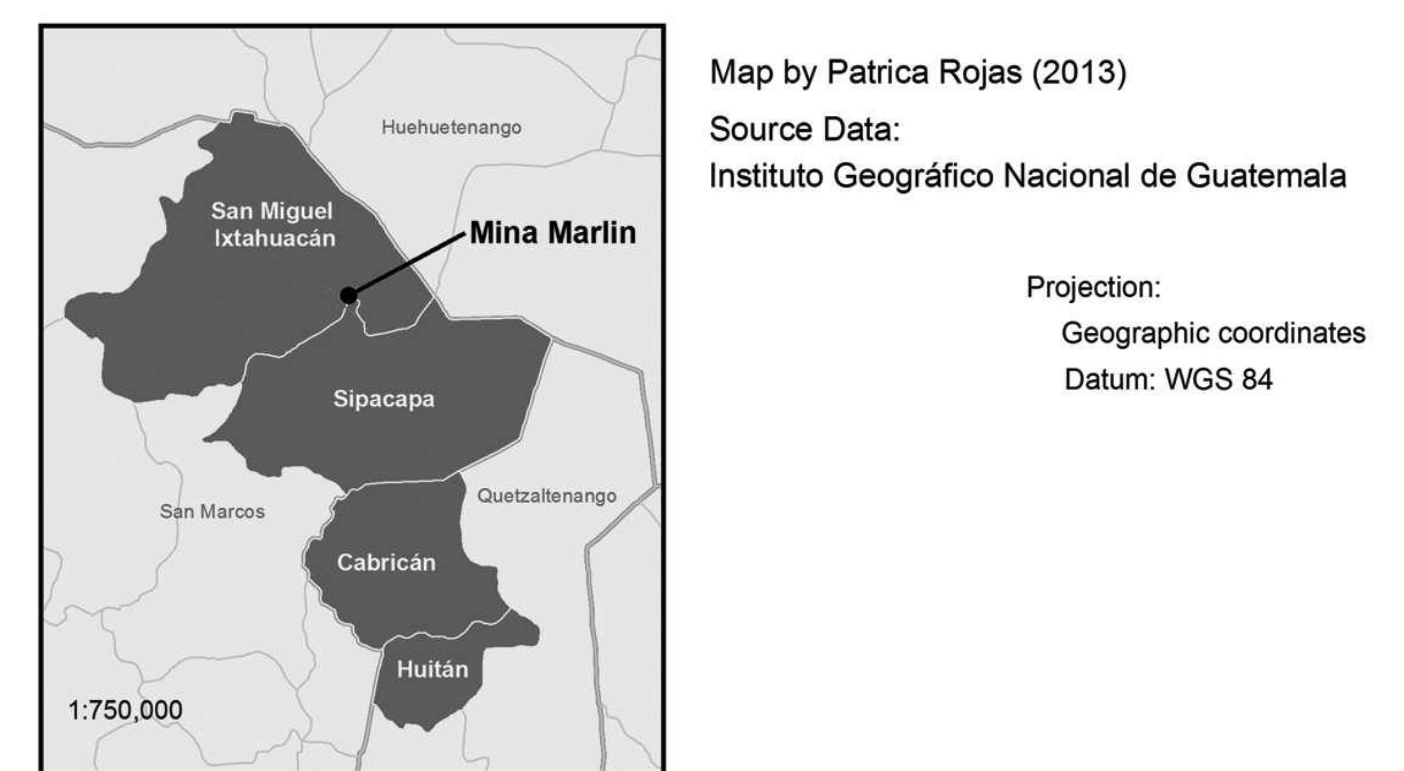 Map by Patrica Rojas (2013)
Source Data:
Instituto Geográfico Nacional de Guatemala
Projection:
Geographic coordinates
Datum: WGS 84
Huehuetenango
San Miguel
Ixtahuacán
Mina Marlin
Sipacapa
Quetzaltenango
San Marcos
Cabricán
Huitán
1:750,000